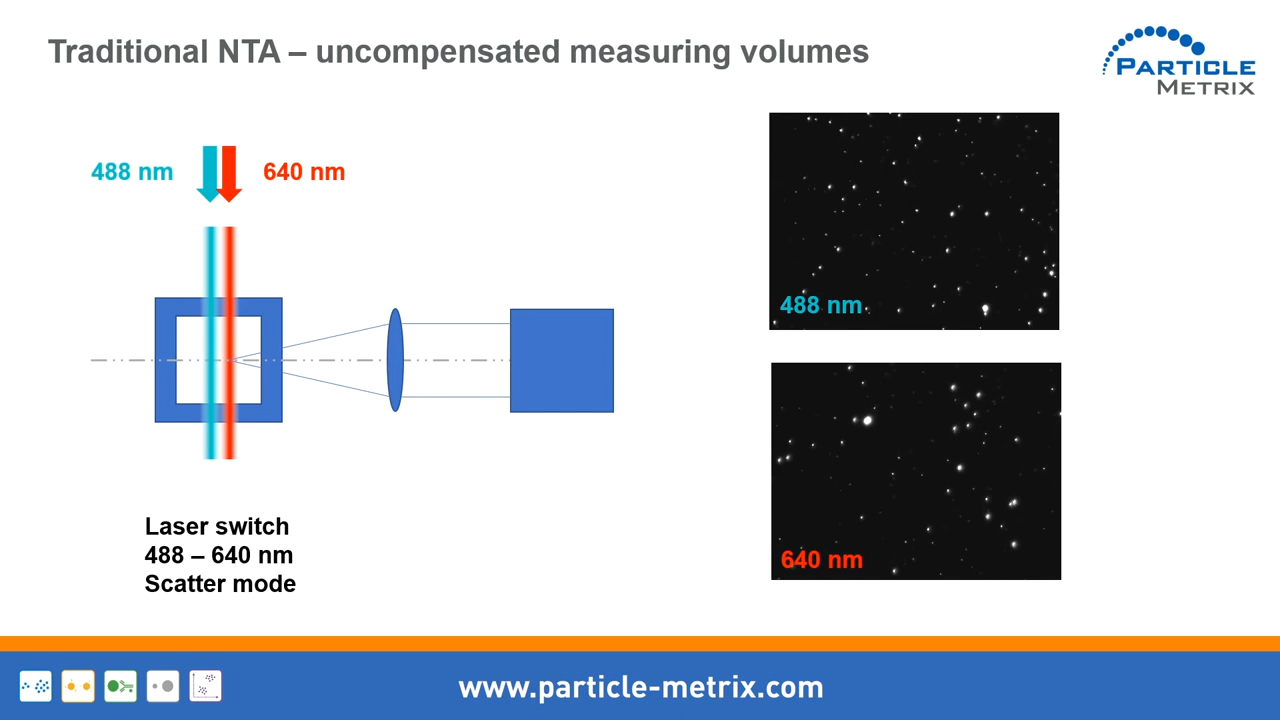 Traditional NTA – uncompensated measuring volumes
PARTICLE
METRIX
488 nm
640 nm
488 nm
640 nm
Laser switch
488 – 640 nm
Scatter mode
www.particle-metrix.com